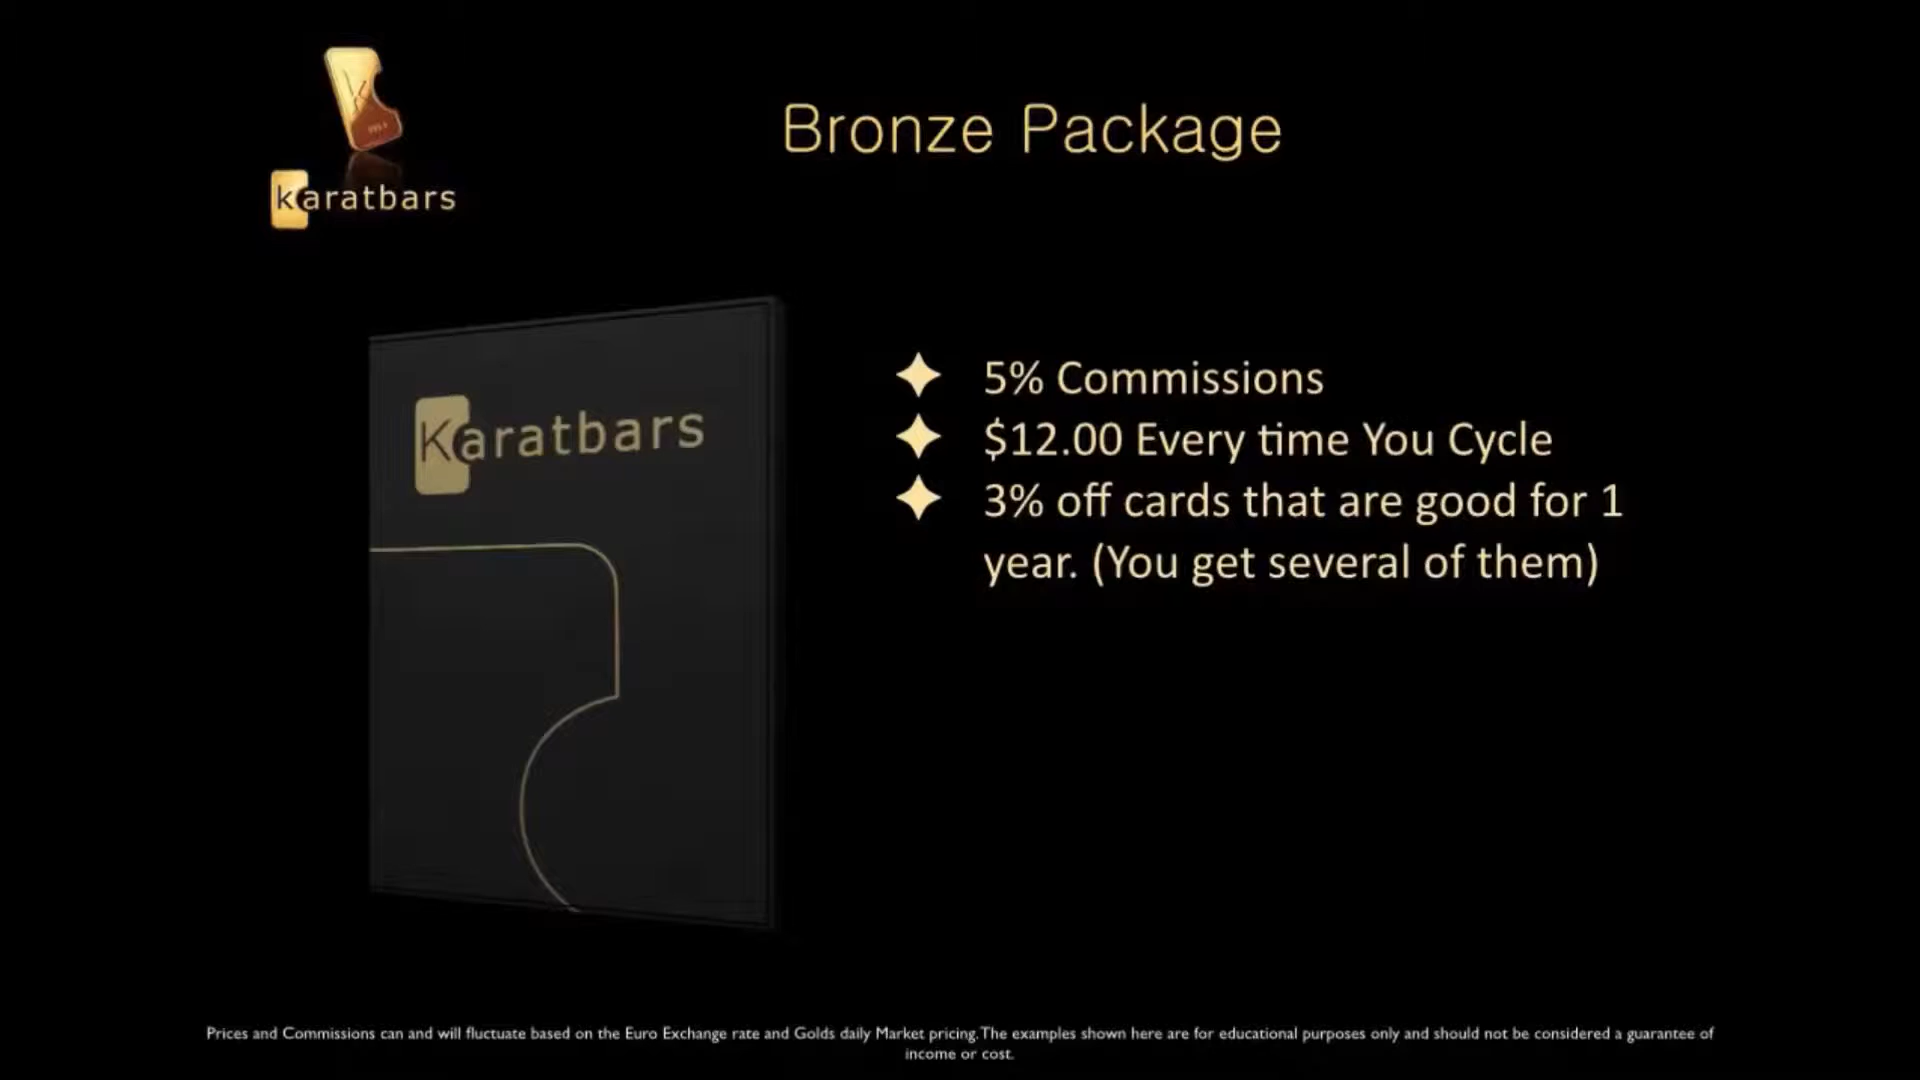 Bronze Package
karatbars
Karatbars
5% Commissions
$12.00 Every time You Cycle
3% off cards that are good for 1
year. (You get several of them)
Prices and Commissions can and will fluctuate based on the Euro Exchange rate and Golds daily Market pricing. The examples shown here are for educational purposes only and should not be considered a guarantee of
income or cost.